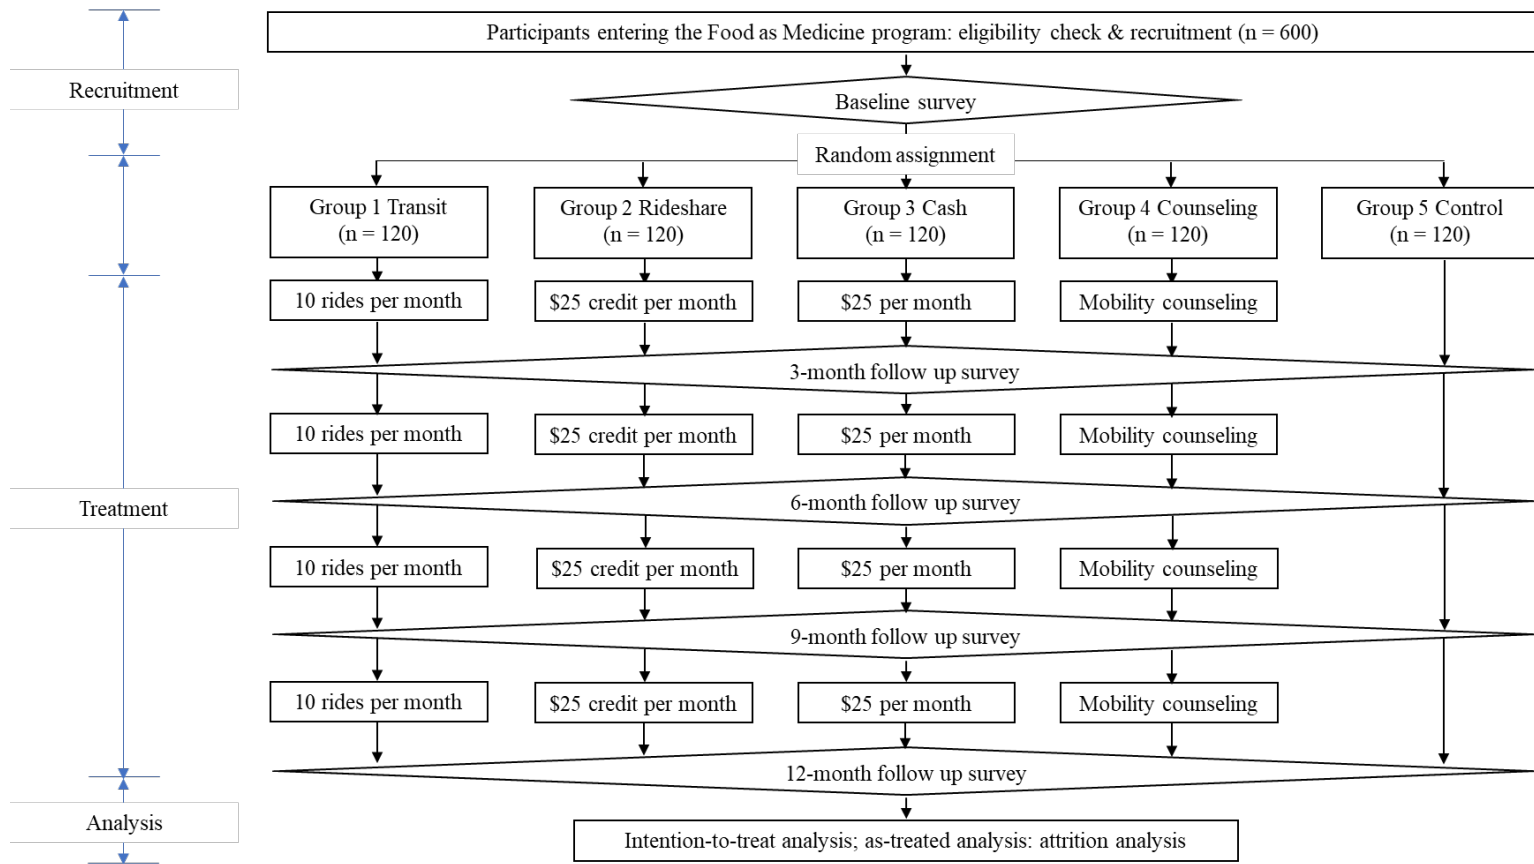 Participants entering the Food as Medicine program: eligibility check & recruitment (n = 600)
Recruitment
Baseline survey
Random assignment
Group 1 Transit
(n = 120)
Group 2 Rideshare
(n = 120)
Group 3 Cash
(n = 120)
Group 4 Counseling
(n = 120)
Group 5 Control
(n = 120)
10 rides per month
$25 credit per month
$25 per month
Mobility counseling
3-month follow up survey
10 rides per month
$25 credit per month
$25 per month
Mobility counseling
Treatment
6-month follow up survey
10 rides per month
$25 credit per month
$25 per month
Mobility counseling
9-month follow up survey
10 rides per month
$25 credit per month
$25 per month
Mobility counseling
12-month follow up survey
Analysis
Intention-to-treat analysis; as-treated analysis: attrition analysis